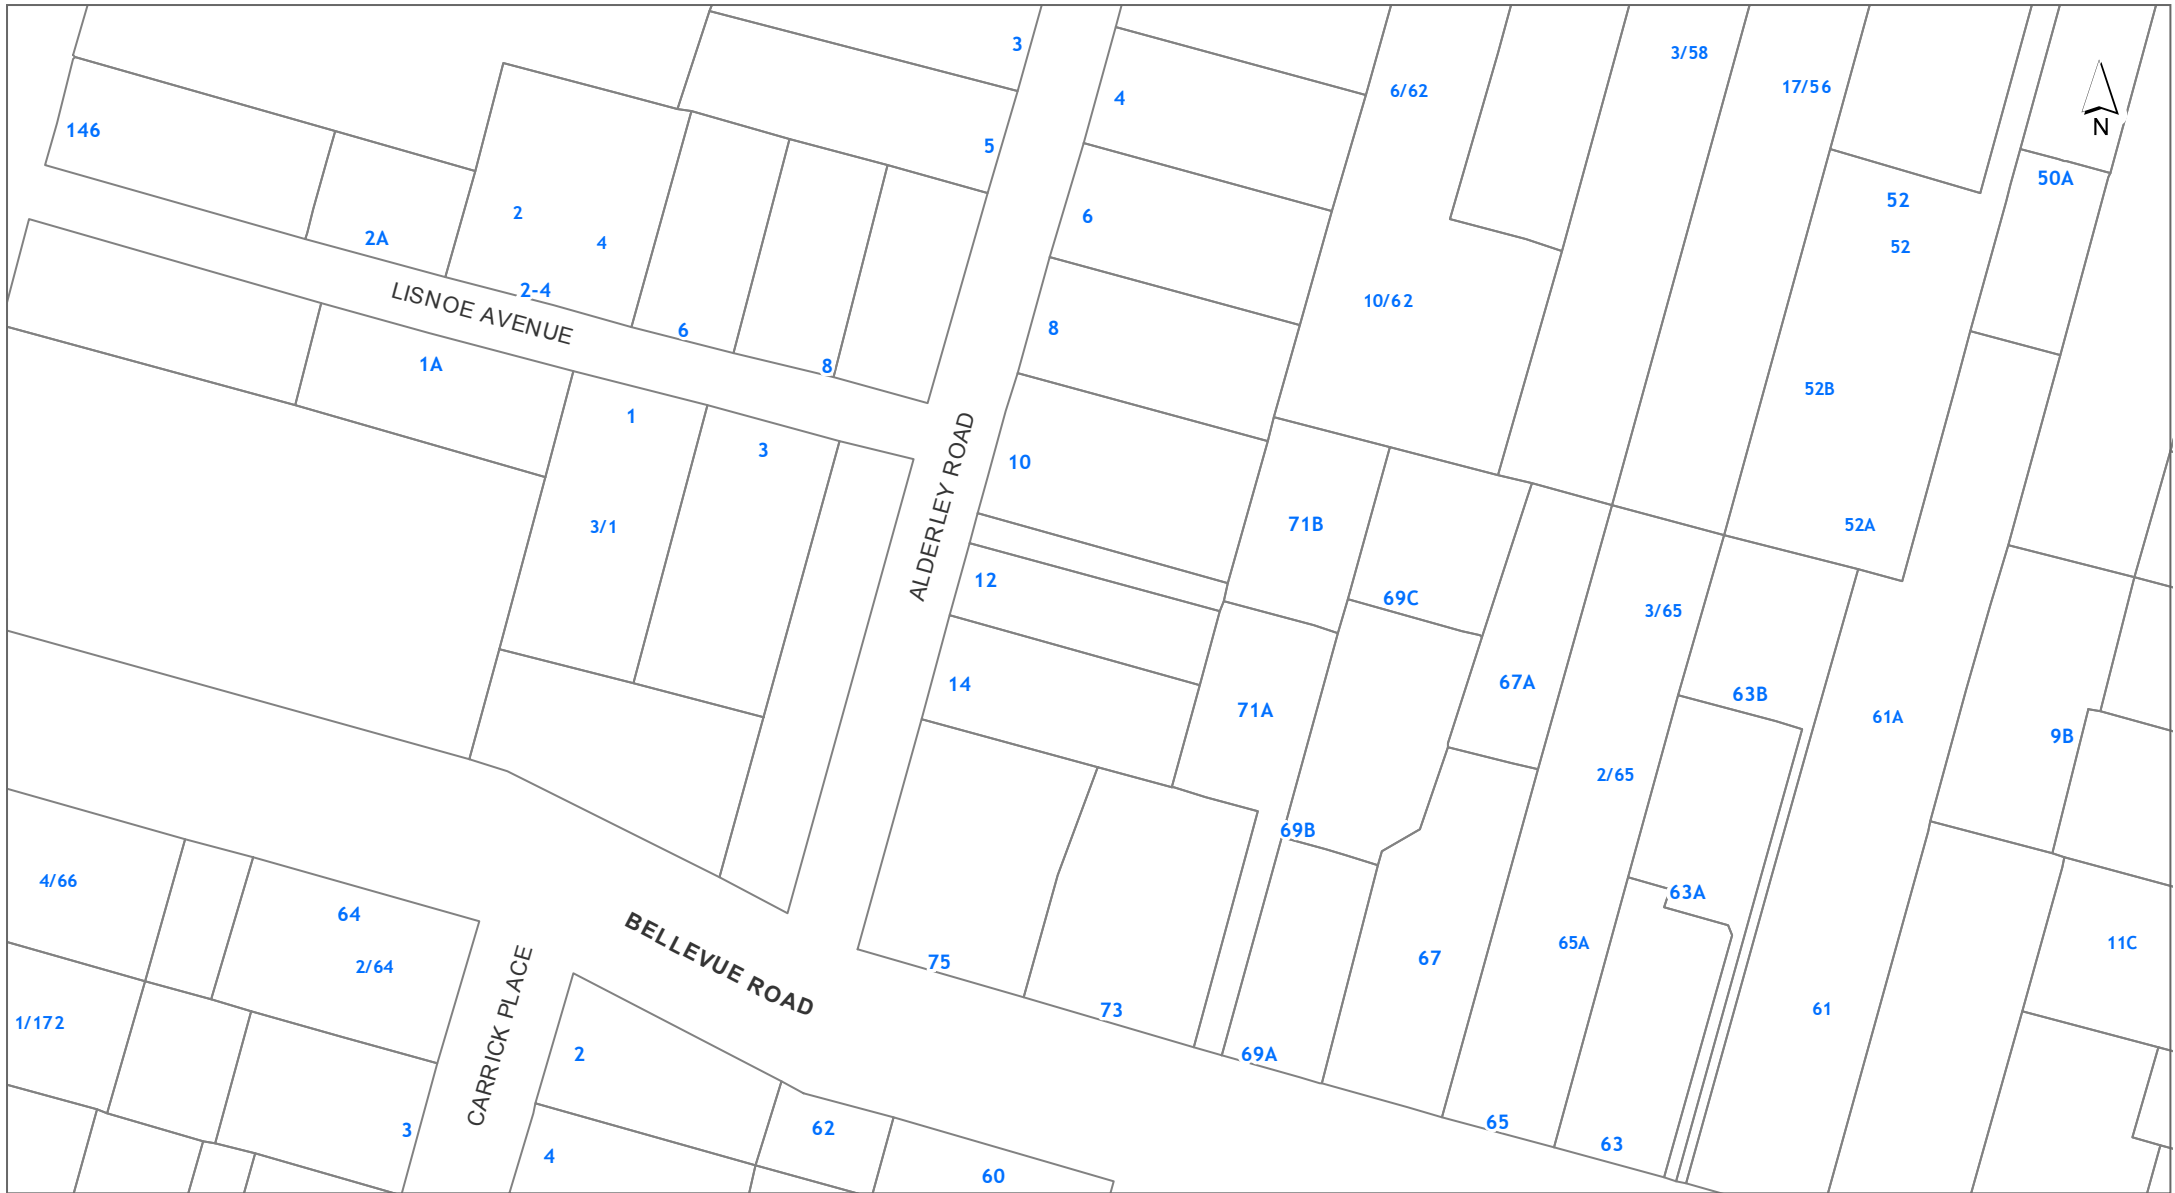 3
3/58
6/62
17/56
4
146
5
N
50A
52
2
6
2A
4
52
2-4
LISNOE AVENUE
10/62
6
8
1A
8
52B
1
3
10
ALDERLEY ROAD
3/1
71B
52A
12
69C
3/65
14
67A
63B
71A
61A
9B
2/65
69B
4/66
63A
64
BELLEVUE ROAD
65A
11C
2/64
75
67
CARRICK PLACE
1/172
73
61
2
69A
65
62
3
63
4
60